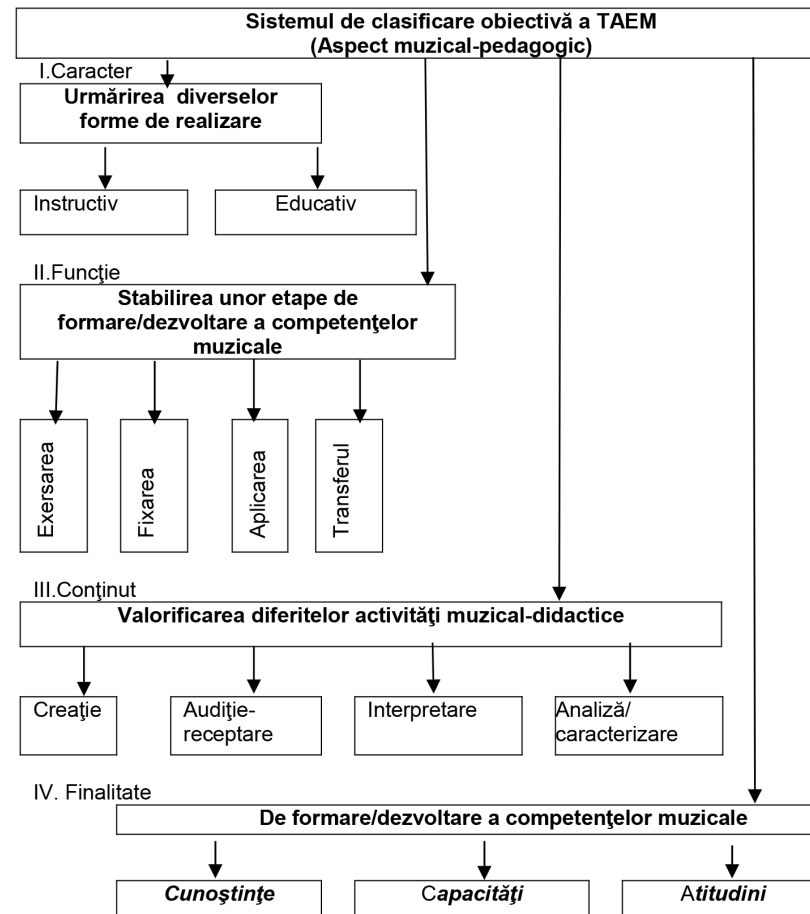 Sistemul de clasificare obiectivă a TAEM
(Aspect muzical-pedagogic)
I.Caracter
Urmărirea diverselor
forme de realizare
Instructiv
Educativ
II.Funcţie
Stabilirea unor etape de
formare/dezvoltare a competenţelor
muzicale
Exersarea
Fixarea
Aplicarea
Transferul
III.Conţinut
Valorificarea diferitelor activităţi muzical-didactice
Creaţie
Audiţie-
receptare
Interpretare
Analiză/
caracterizare
IV. Finalitate
De formare/dezvoltare a competenţelor muzicale
Cunoştinţe
Capacităţi
Atitudini